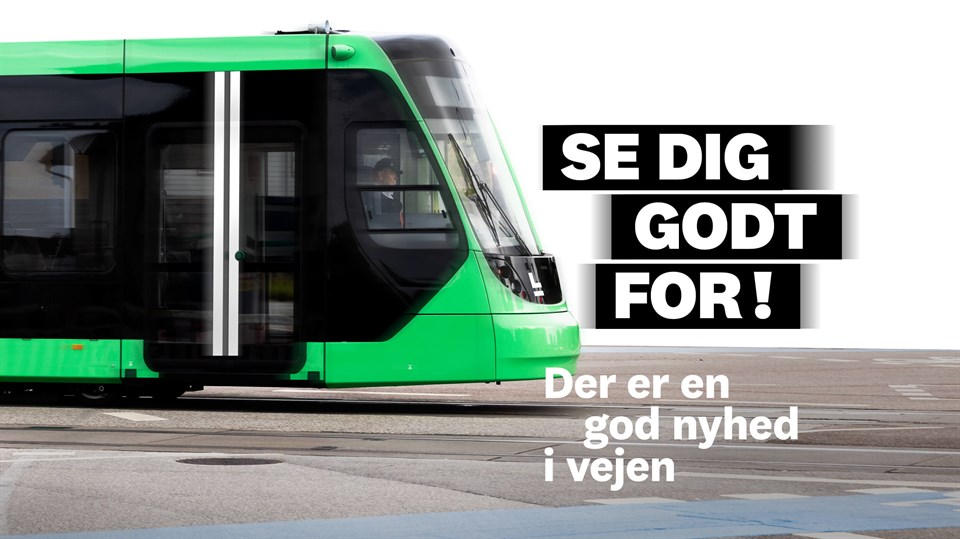 SE DIG
GODT
FOR!
Der er en
god nyhed
i vejen